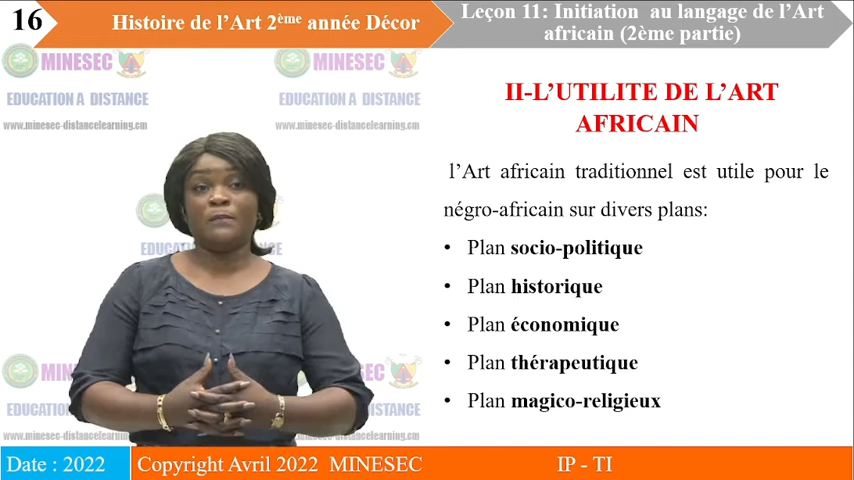 16
Histoire de l'Art 2ème année Décor
Leçon 11: Initiation au langage de l'Art
africain (2ème partie)
MINESEC
MINESEC
EDUCATION A DISTANCE
EDUCATION A DISTANCE
www.minesec-distancelearning.cm
www.minesec-distancelearning.cm
II-L'UTILITE DE L'ART
AFRICAIN
l'Art africain traditionnel est utile pour le
négro-africain sur divers plans:
• Plan socio-politique
• Plan historique
• Plan économique
• Plan thérapeutique
• Plan magico-religieux
Date : 2022
Copyright Avril 2022 MINESEC
IP - TI